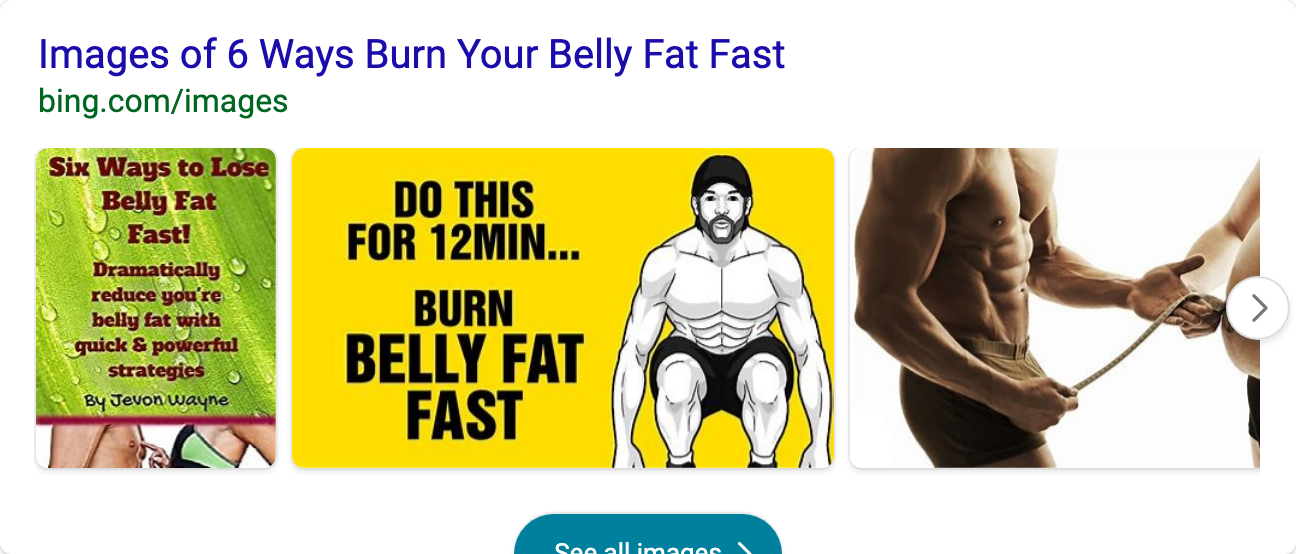 Images of 6 Ways Burn Your Belly Fat Fast
bing.com/images
Six Ways to Lose
Belly Fat
Fast!
Dramatically
reduce you're
belly fat with
quick & powerful
strategies
By Jevon Wayne
DO THIS
FOR 12MIN...
BURN
BELLY FAT
FAST
See all images